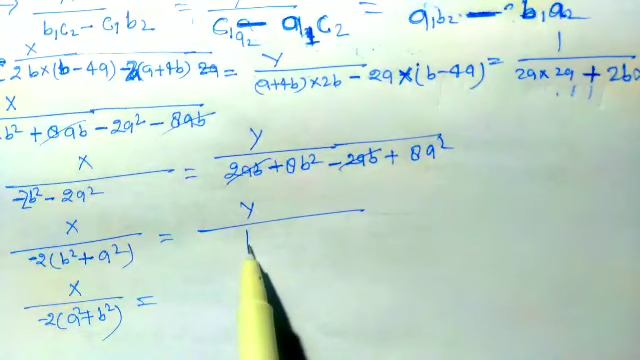 x / (b₁c₂ - c₁b₂) = y / (c₁a₂ - a₁c₂) = 1 / (a₁b₂ - b₁a₂)
x / (2b×(b-4a) - 2(a+4b) 2a) = y / ((a+4b)×2b - 2a×(b-4a)) = 1 / (2a×2a + 2b
x / (b² + 8ab - 2a² - 8ab)
x / (-2b² - 2a²) = y / (2ab + 8b² - 2ab + 8a²)
x / (-2(b² + a²)) = y /
x / (-2(a² + b²)) =